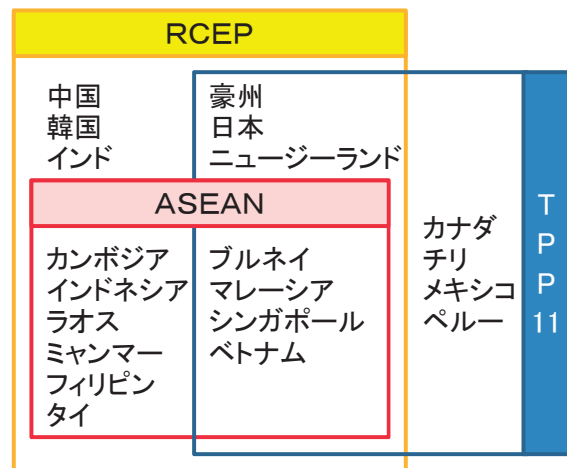 RCEP
中国
韓国
インド
豪州
日本
ニュージーランド
ASEAN
カンボジア
インドネシア
ラオス
ミャンマー
フィリピン
タイ
ブルネイ
マレーシア
シンガポール
ベトナム
カナダ
チリ
メキシコ
ペルー
T
P
P
11